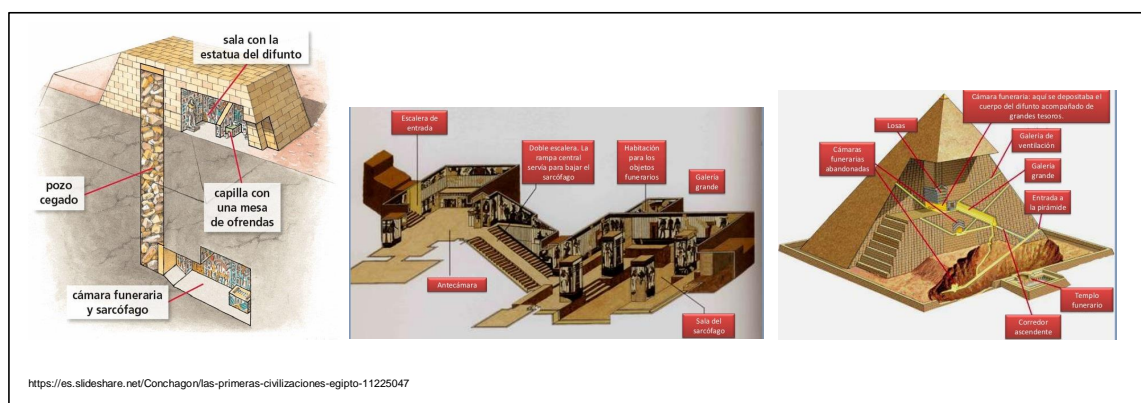 sala con la
estatua del difunto
pozo
cegado
capilla con
una mesa
de ofrendas
cámara funeraria
y sarcófago
Escalera de
entrada
Doble escalera. La
rampa central
servía para bajar el
sarcófago
Habitación
para los
objetos
funerarios
Galería
grande
Antecámara
Sala del
sarcófago
Cámara funeraria: aquí se depositaba el
cuerpo del difunto acompañado de
grandes tesoros.
Losas
Galería de
ventilación
Cámaras
funerarias
abandonadas
Galería
grande
Entrada a
la pirámide
Templo
funerario
Corredor
ascendente
https://es.slideshare.net/Conchagon/las-primeras-civilizaciones-egipto-11225047